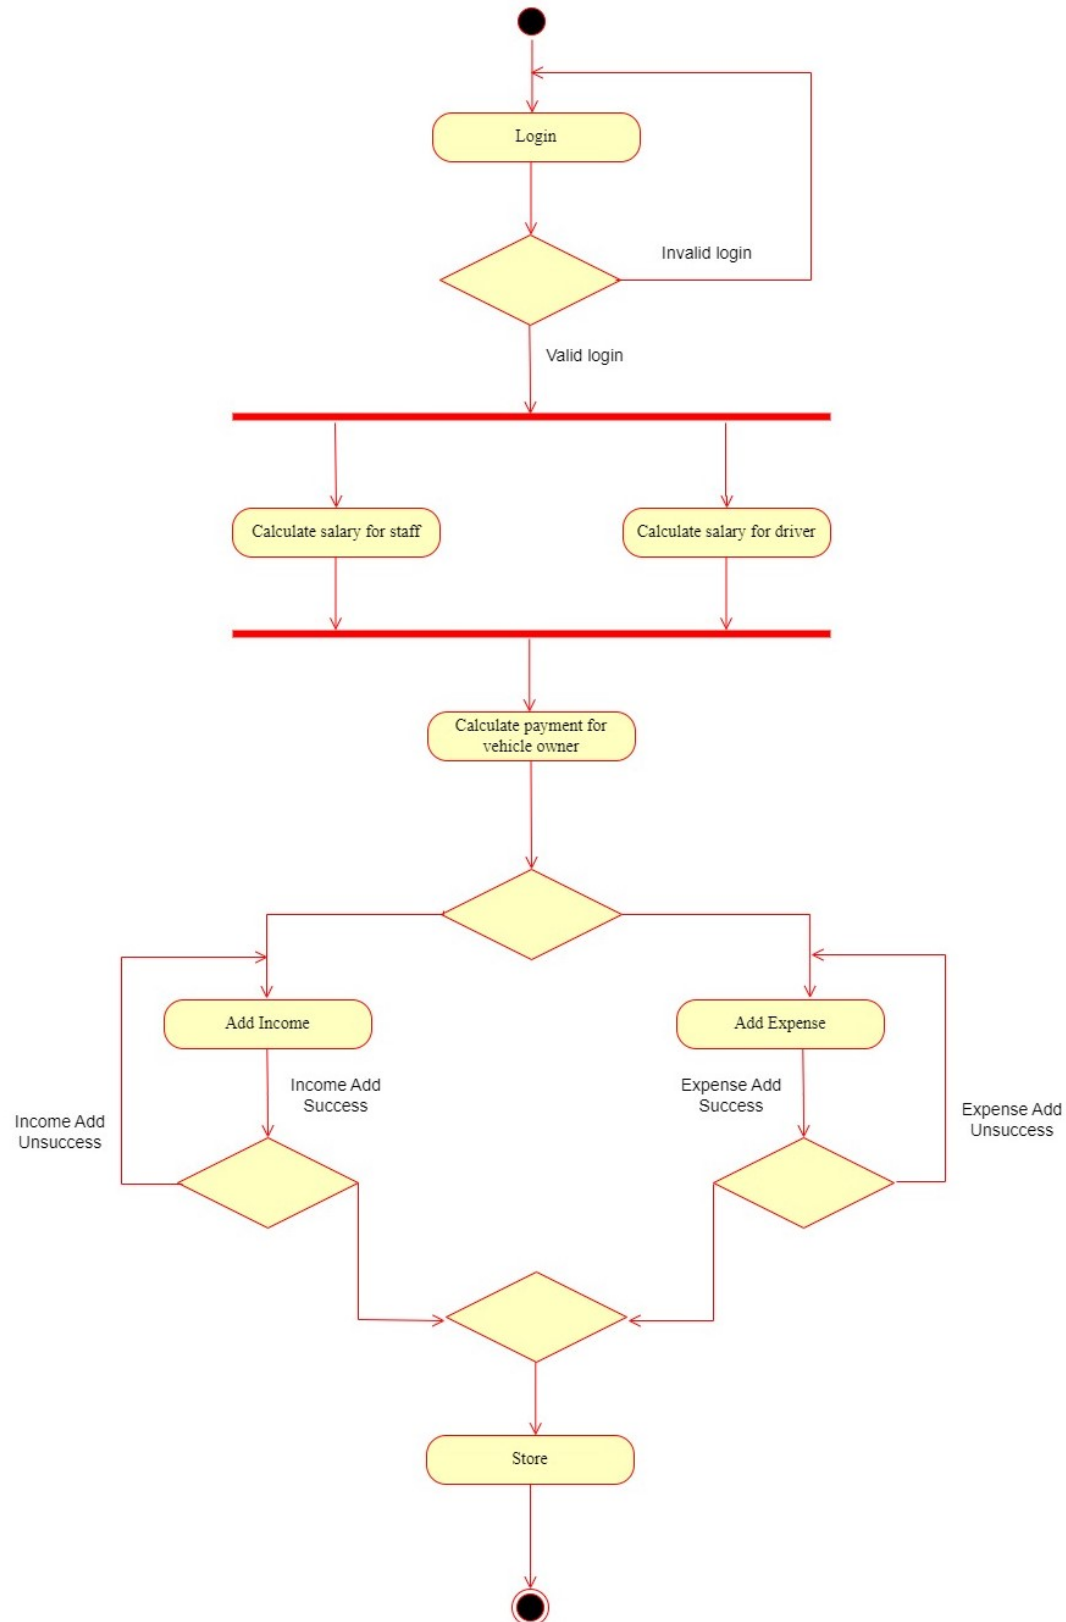 Login
Invalid login
Valid login
Calculate salary for staff
Calculate salary for driver
Calculate payment for
vehicle owner
Add Income
Add Expense
Income Add
Success
Expense Add
Success
Income Add
Unsuccess
Expense Add
Unsuccess
Store